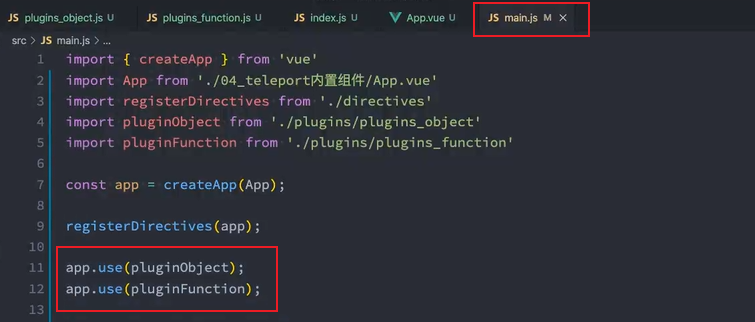 JS plugins_object.js U JS plugins_function.js U JS index.js U App.vue U JS main.js M ×
src > JS main.js > ...
1 import { createApp } from 'vue'
2 import App from './04_teleport内置组件/App.vue'
3 import registerDirectives from './directives'
4 import pluginObject from './plugins/plugins_object'
5 import pluginFunction from './plugins/plugins_function'
6
7 const app = createApp(App);
8
9 registerDirectives(app);
10
11 app.use(pluginObject);
12 app.use(pluginFunction);
13